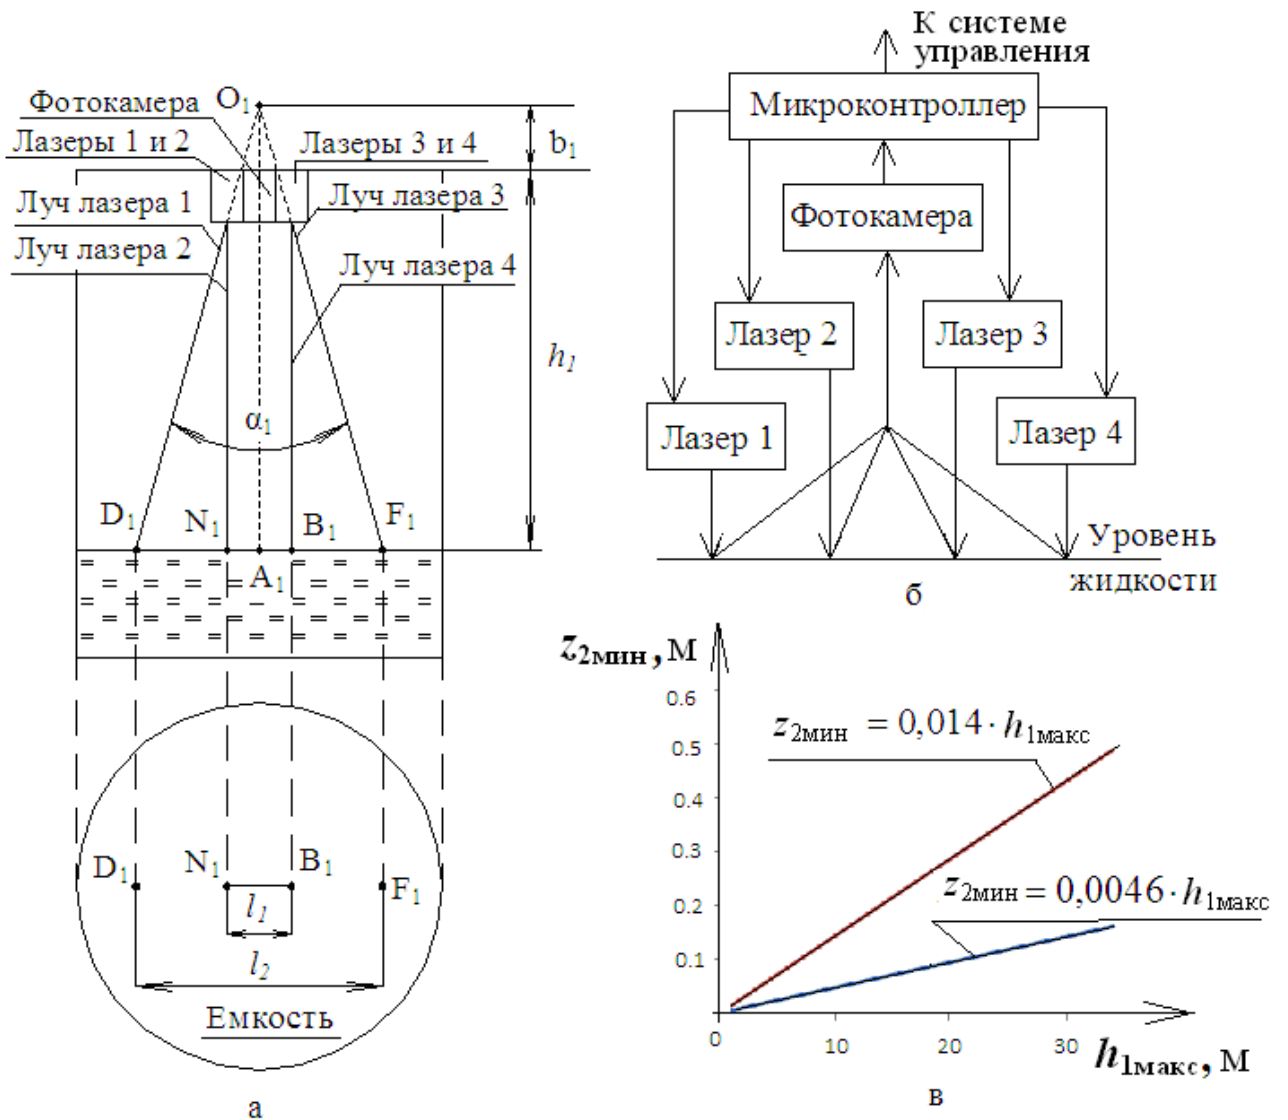 O₁
Фотокамера
Лазеры 1 и 2
Лазеры 3 и 4
b₁
Луч лазера 1
Луч лазера 3
Луч лазера 2
Луч лазера 4
h₁
α₁
D₁
N₁
B₁
F₁
A₁
D₁
N₁
B₁
F₁
l₁
l₂
Емкость
а
К системе
управления
Микроконтроллер
Фотокамера
Лазер 2
Лазер 3
Лазер 1
Лазер 4
Уровень
жидкости
б
z₂мин, м
0.6
0.5
0.4
0.3
0.2
0.1
z₂мин = 0,014·h₁макс
z₂мин = 0,0046·h₁макс
0
10
20
30
h₁макс, м
в